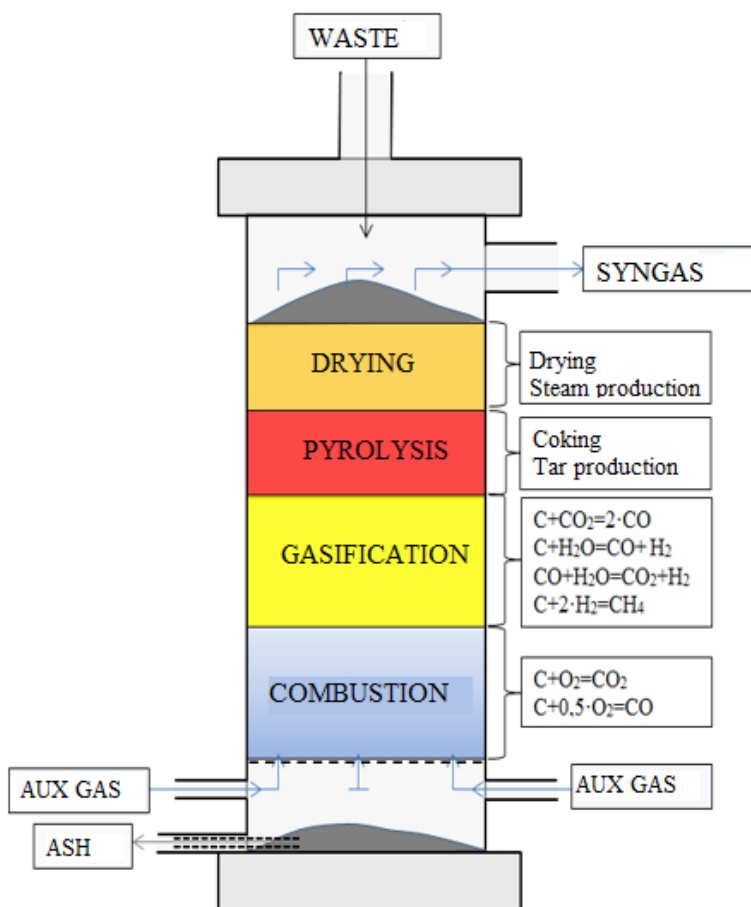 WASTE
SYNGAS
DRYING
Drying
Steam production
PYROLYSIS
Coking
Tar production
GASIFICATION
C+CO₂=2·CO
C+H₂O=CO+H₂
CO+H₂O=CO₂+H₂
C+2·H₂=CH₄
COMBUSTION
C+O₂=CO₂
C+0,5·O₂=CO
AUX GAS
AUX GAS
ASH